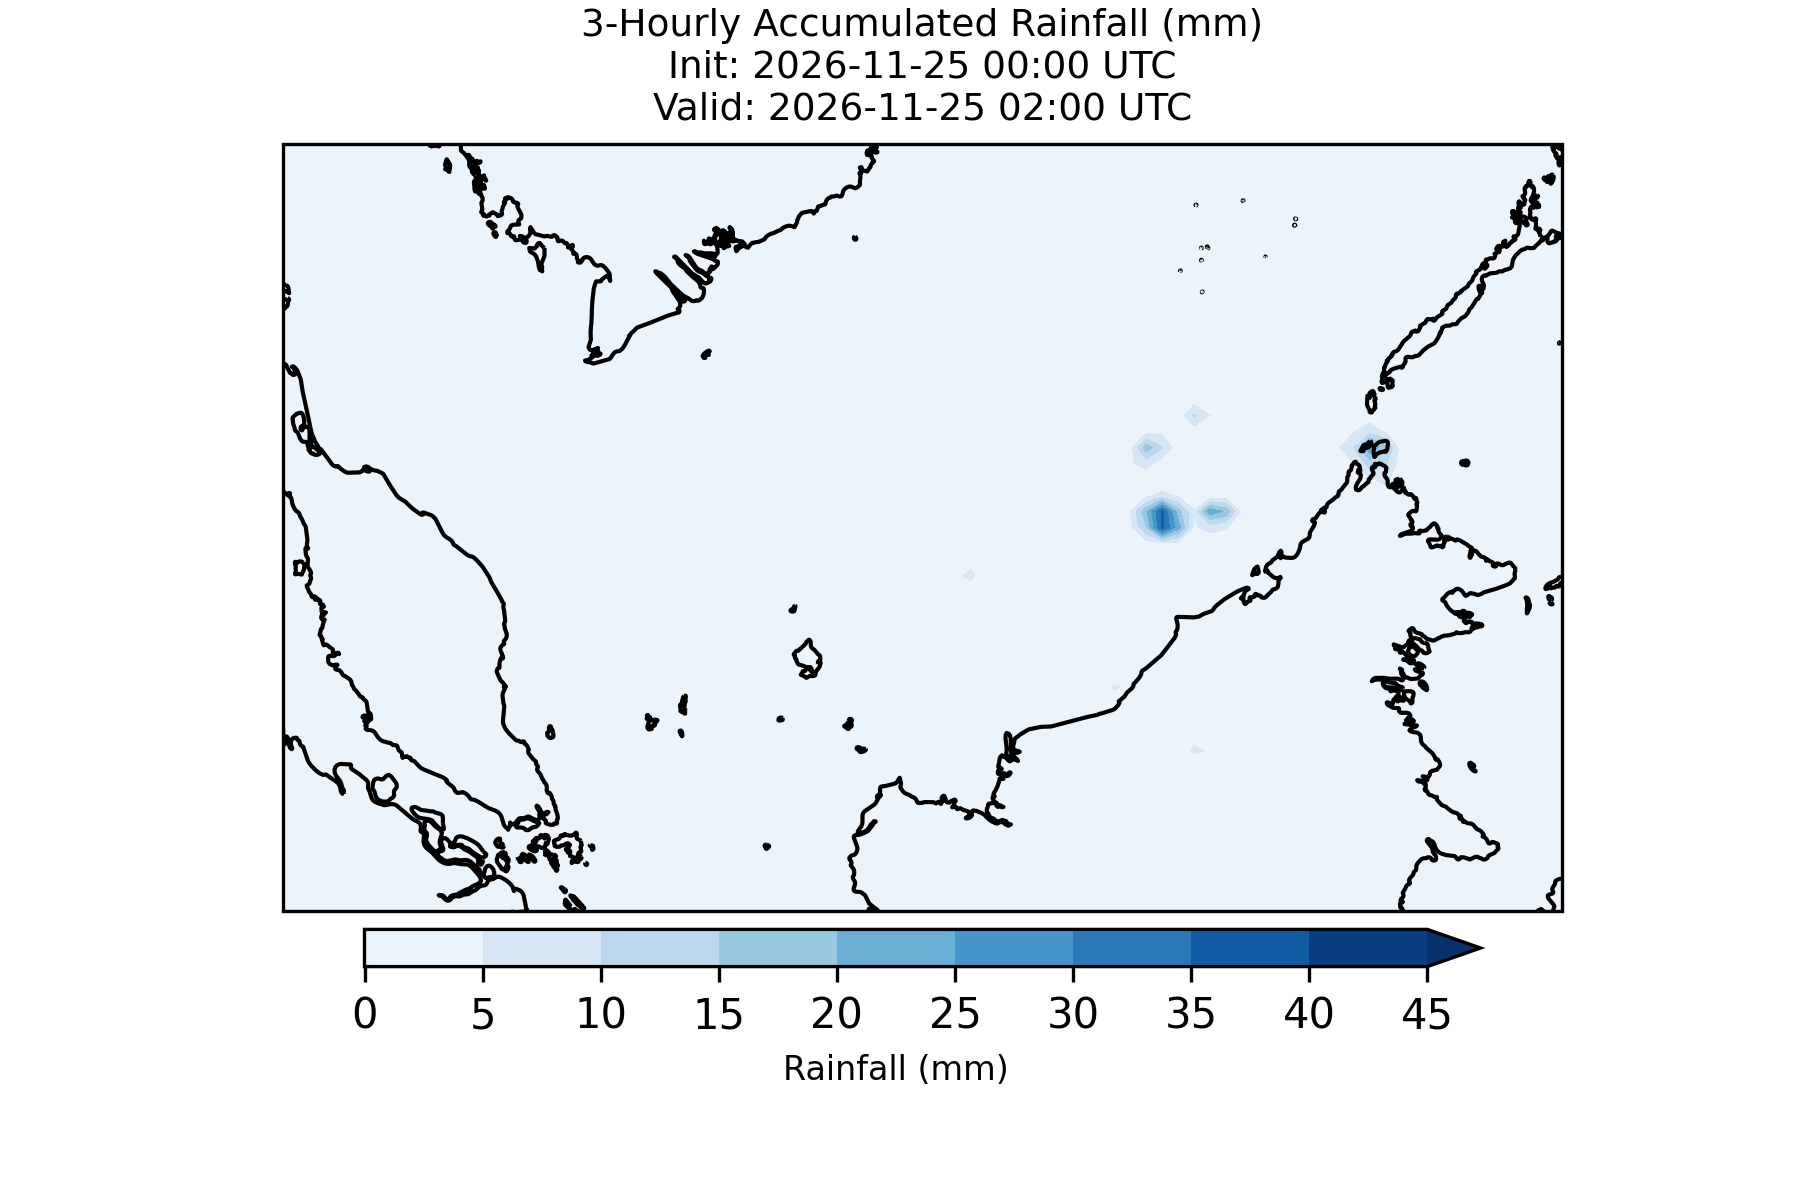 3-Hourly Accumulated Rainfall (mm)
Init: 2026-11-25 00:00 UTC
Valid: 2026-11-25 02:00 UTC
0 5 10 15 20 25 30 35 40 45
Rainfall (mm)